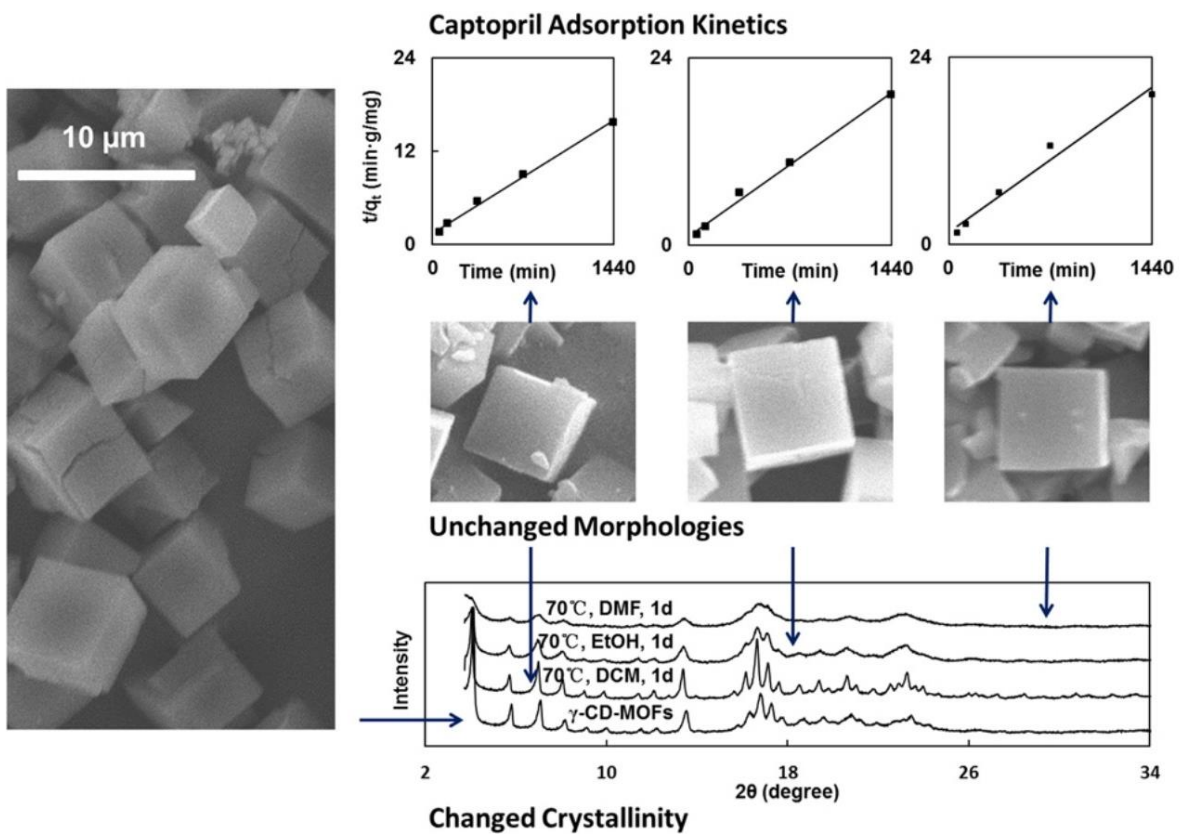 Captopril Adsorption Kinetics
24
12
0
t/qt (min·g/mg)
0
Time (min)
1440
24
0
0
Time (min)
1440
24
0
0
Time (min)
1440
10 μm
Unchanged Morphologies
Intensity
70℃, DMF, 1d
70℃, EtOH, 1d
70℃, DCM, 1d
γ-CD-MOFs
2
10
18
26
34
2θ (degree)
Changed Crystallinity